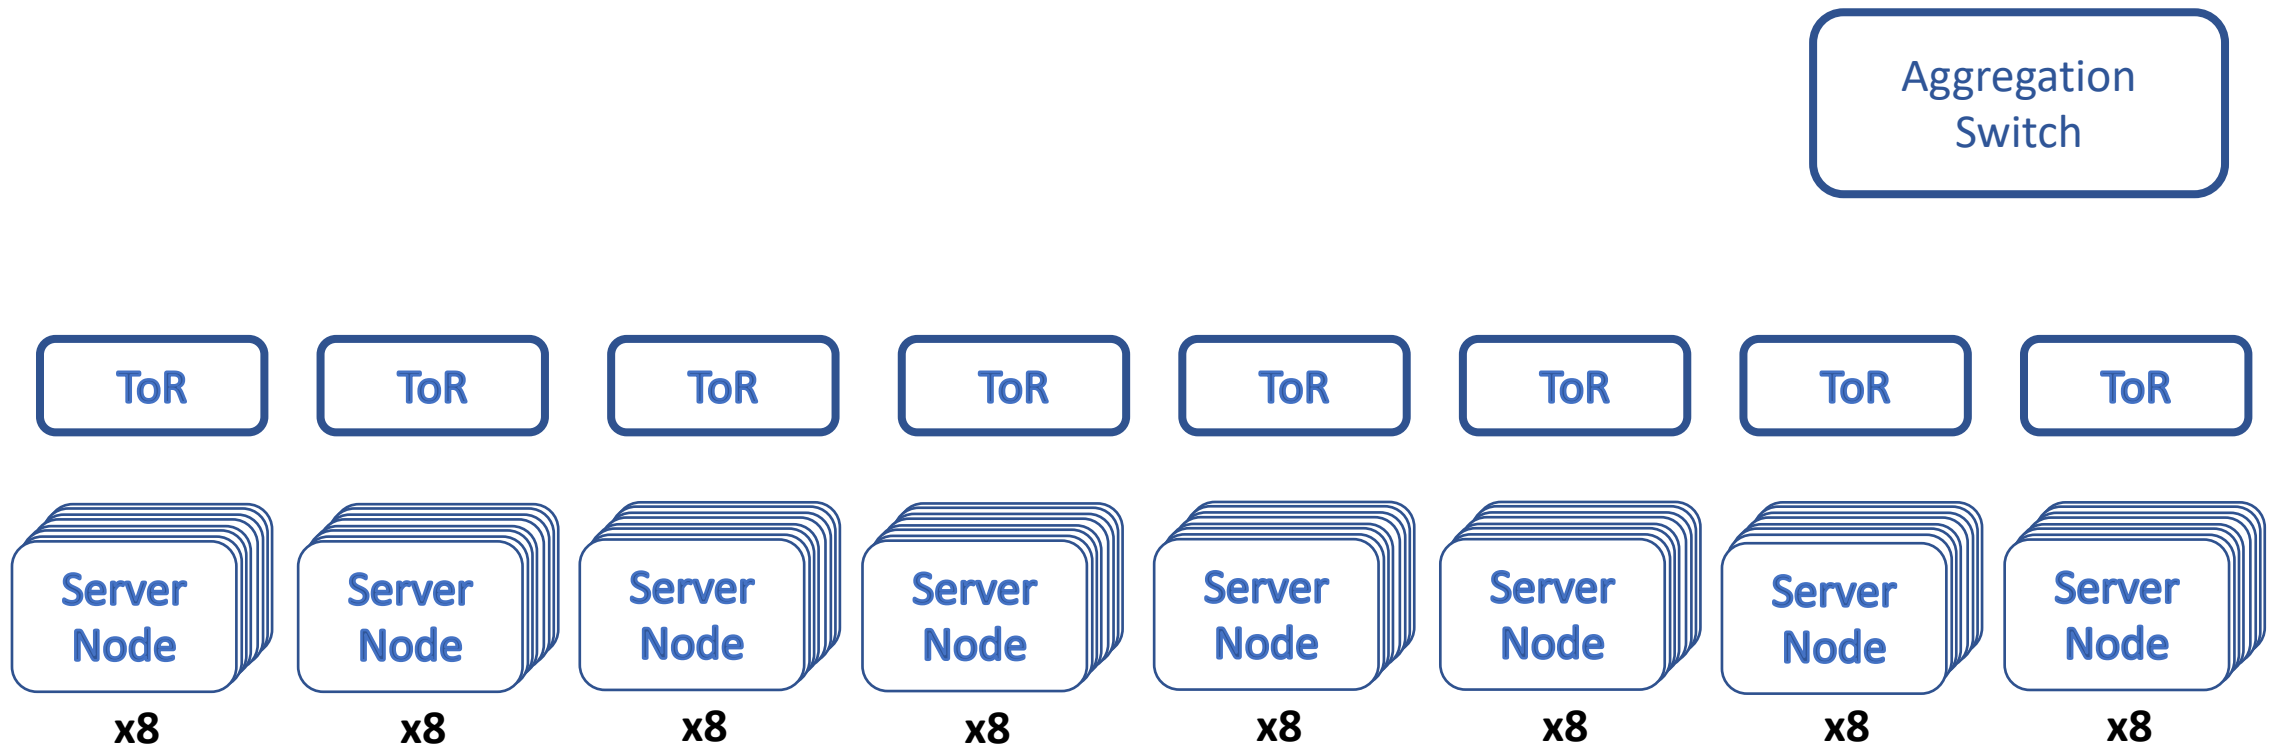 Aggregation
Switch
ToR
ToR
ToR
ToR
ToR
ToR
ToR
ToR
Server
Node
x8
Server
Node
x8
Server
Node
x8
Server
Node
x8
Server
Node
x8
Server
Node
x8
Server
Node
x8
Server
Node
x8